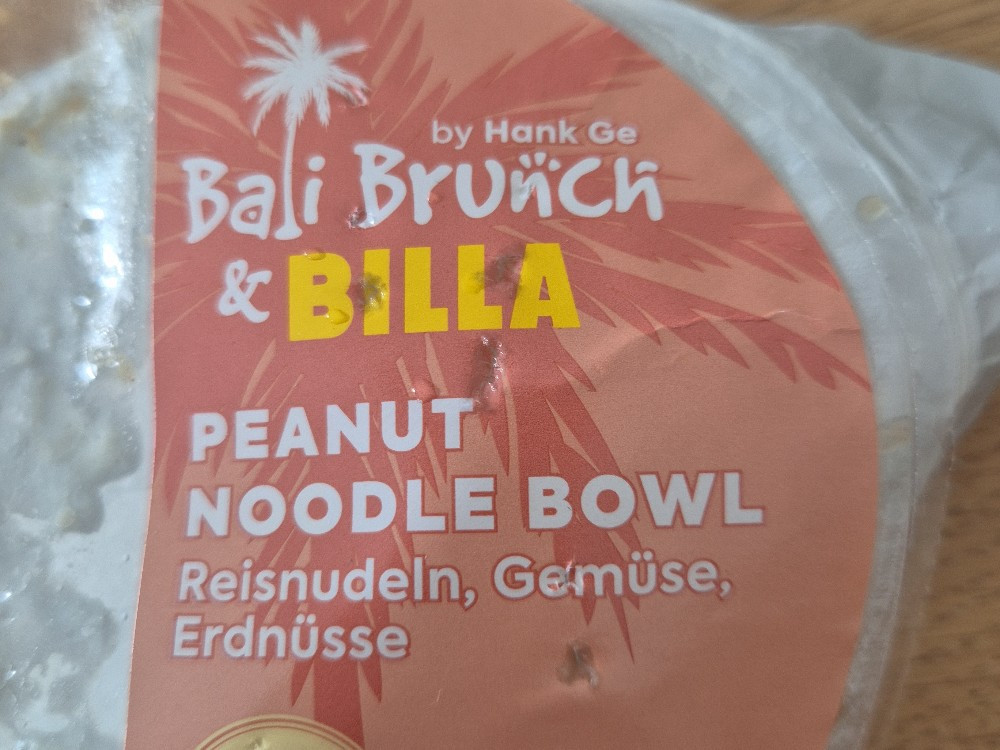 by Hank Ge
Bali Brunch
& BILLA
PEANUT
NOODLE BOWL
Reisnudeln, Gemüse,
Erdnüsse